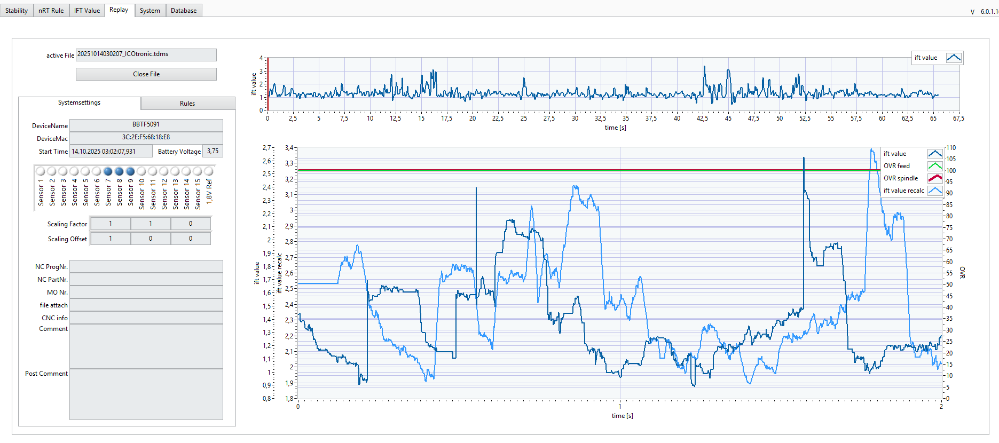 Stability nRT Rule IFT Value Replay System Database
V 6.0.1.1
active File 20251014030207_ICOtronic.tdms
Close File
Systemsettings Rules
DeviceName BBTF5091
DeviceMac 3C:2E:F5:68:18:E8
Start Time 14.10.2025 03:02:07,931 Battery Voltage 3,75
Sensor 1
Sensor 2
Sensor 3
Sensor 4
Sensor 5
Sensor 6
Sensor 7
Sensor 8
Sensor 9
Sensor 10
Sensor 11
Sensor 12
Sensor 13
Sensor 14
Sensor 15
1,8V Ref
Scaling Factor 1 1 0
Scaling Offset 1 0 0
NC ProgNr.
NC PartNr.
MO Nr.
file attach
CNC info
Comment
Post Comment
ift value
4
3
2
1
0
0 2,5 5 7,5 10 12,5 15 17,5 20 22,5 25 27,5 30 32,5 35 37,5 40 42,5 45 47,5 50 52,5 55 57,5 60 62,5 65 67,5
time [s]
ift value
ift value
2,7
2,6
2,5
2,4
2,3
2,2
2,1
2
1,9
1,8
1,7
1,6
1,5
1,4
1,3
1,2
1,1
1
0,9
0,8
ift value recalc
3,4
3,3
3,2
3,1
3
2,9
2,8
2,7
2,6
2,5
2,4
2,3
2,2
2,1
2
1,9
1,8
ift value
OVR feed
OVR spindle
ift value recalc
110
105
100
95
90
85
80
75
70
65
60
55
50
45
40
35
30
25
20
15
10
5
0
OVR
0 1 2
time [s]